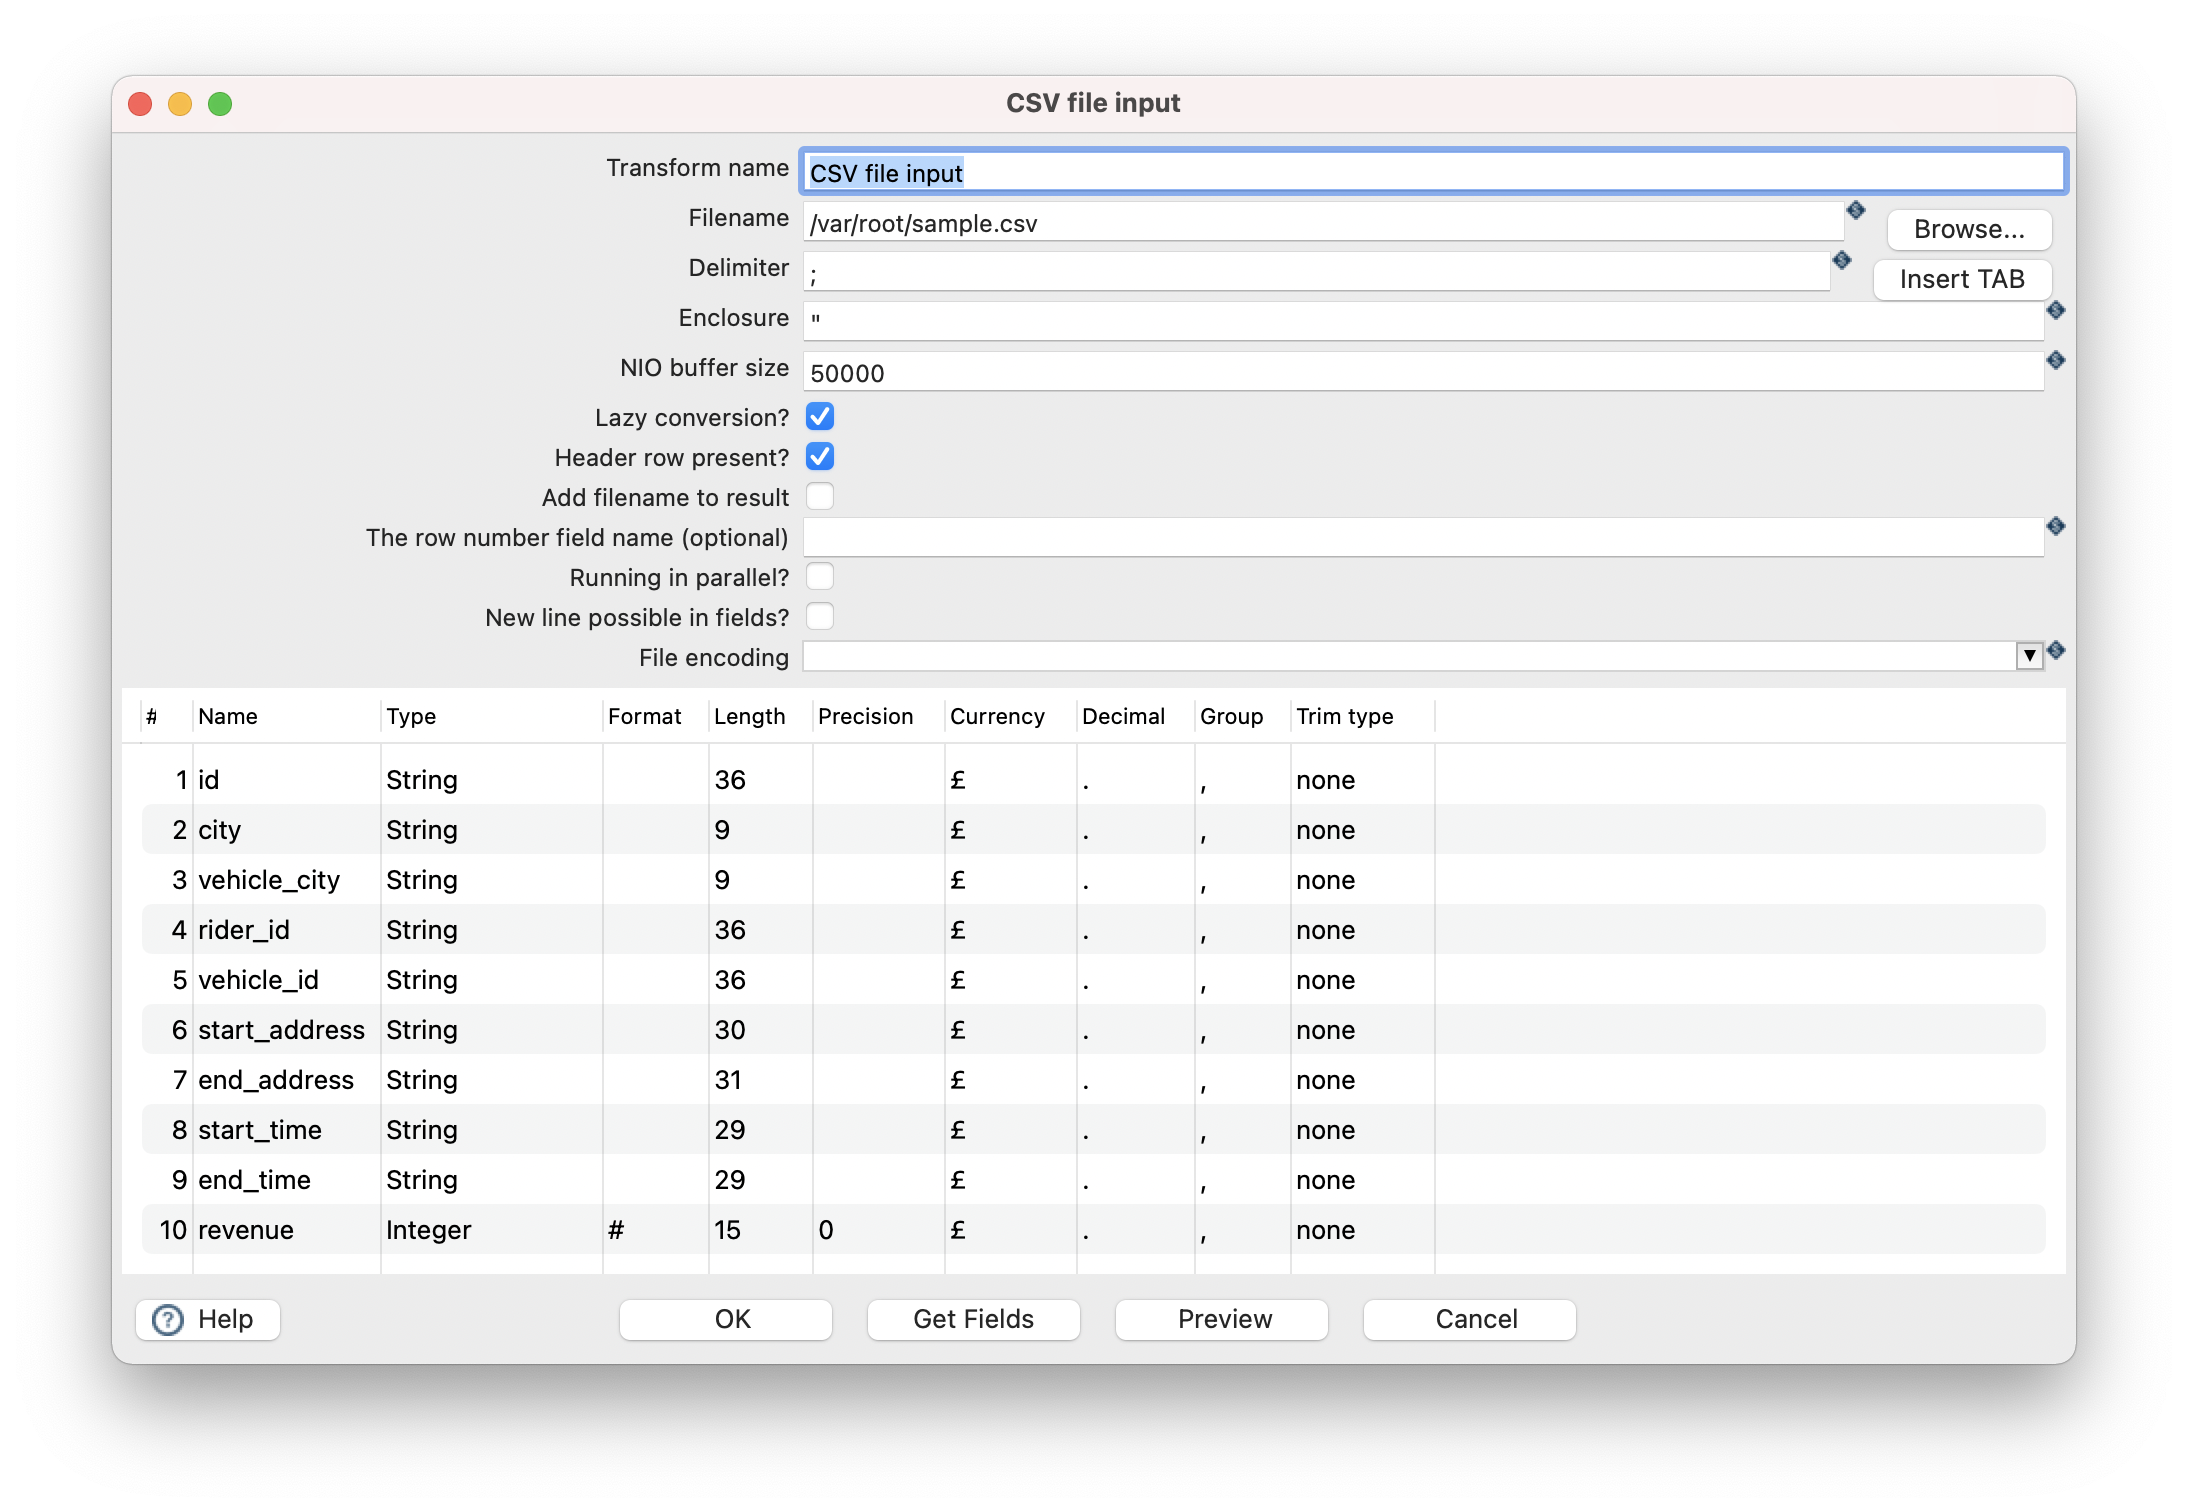 CSV file input
Transform name CSV file input
Filename /var/root/sample.csv Browse...
Delimiter ; Insert TAB
Enclosure "
NIO buffer size 50000
Lazy conversion?
Header row present?
Add filename to result
The row number field name (optional)
Running in parallel?
New line possible in fields?
File encoding
# Name Type Format Length Precision Currency Decimal Group Trim type
1 id String 36 £ . , none
2 city String 9 £ . , none
3 vehicle_city String 9 £ . , none
4 rider_id String 36 £ . , none
5 vehicle_id String 36 £ . , none
6 start_address String 30 £ . , none
7 end_address String 31 £ . , none
8 start_time String 29 £ . , none
9 end_time String 29 £ . , none
10 revenue Integer # 15 0 £ . , none
? Help OK Get Fields Preview Cancel